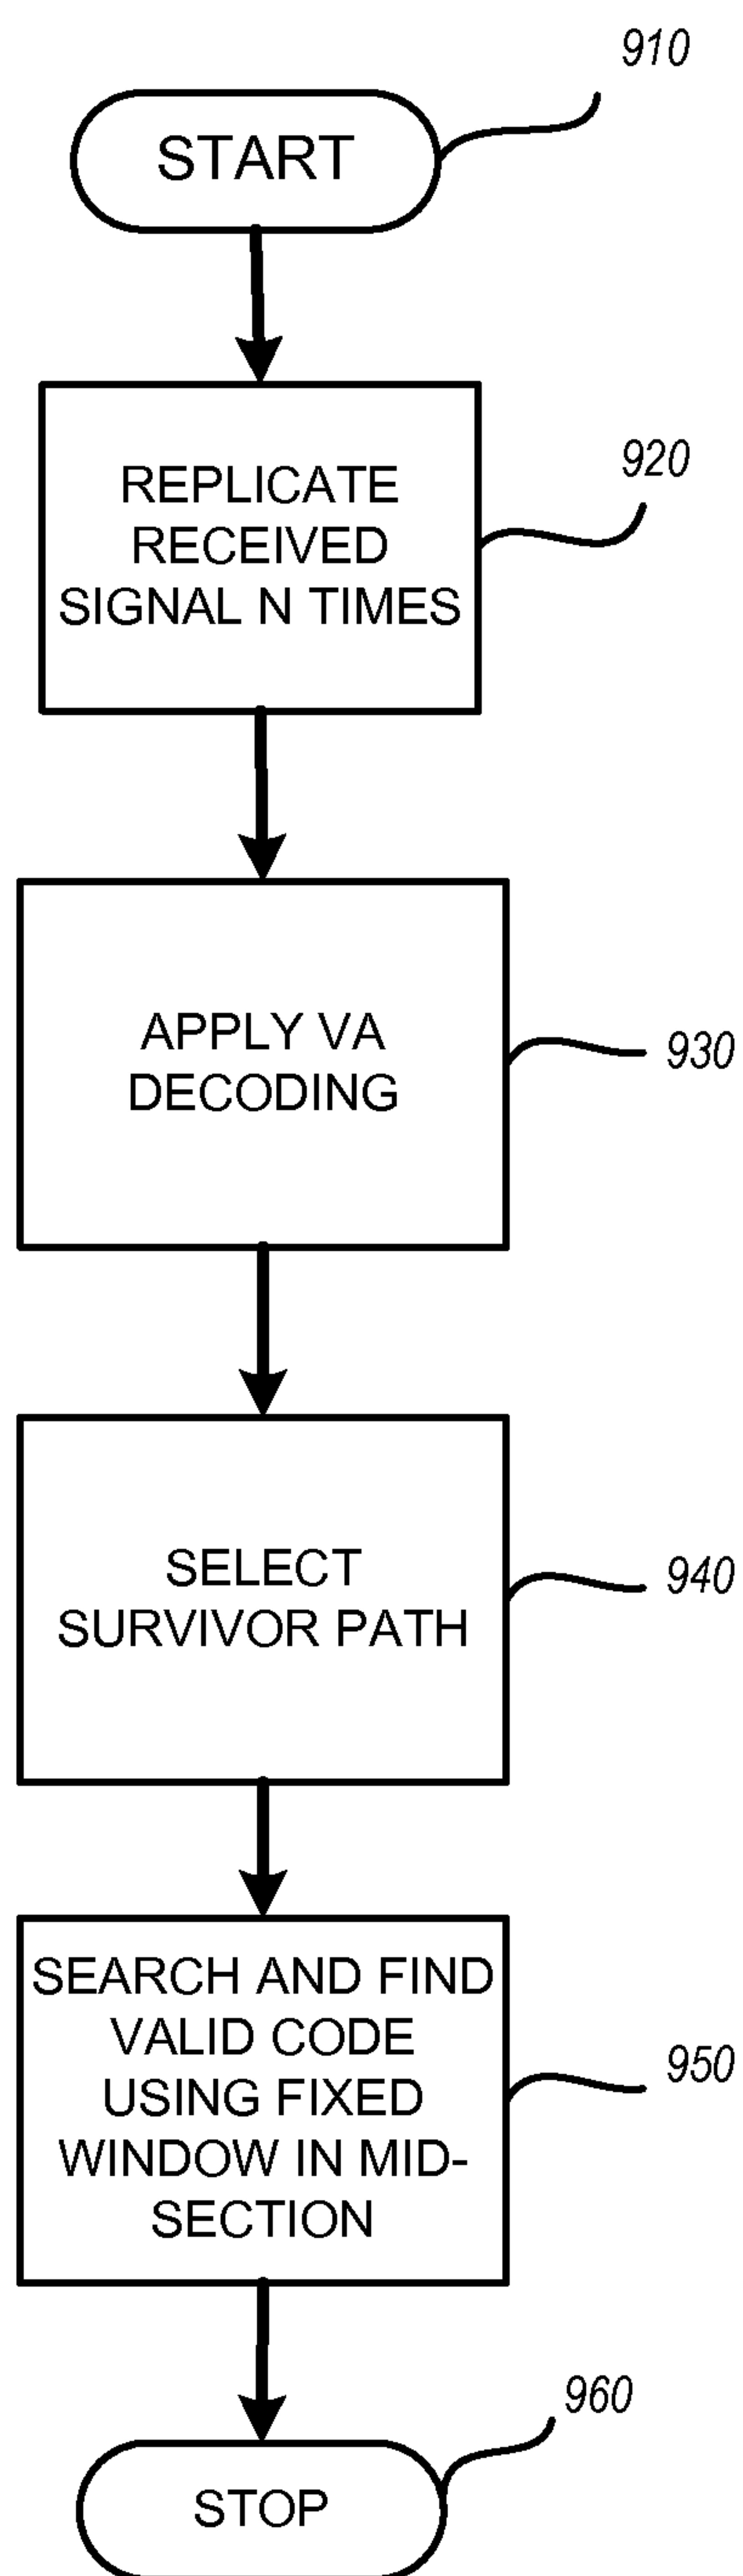 910
START
920
REPLICATE
RECEIVED
SIGNAL N TIMES
930
APPLY VA
DECODING
940
SELECT
SURVIVOR PATH
950
SEARCH AND FIND
VALID CODE
USING FIXED
WINDOW IN MID-
SECTION
960
STOP